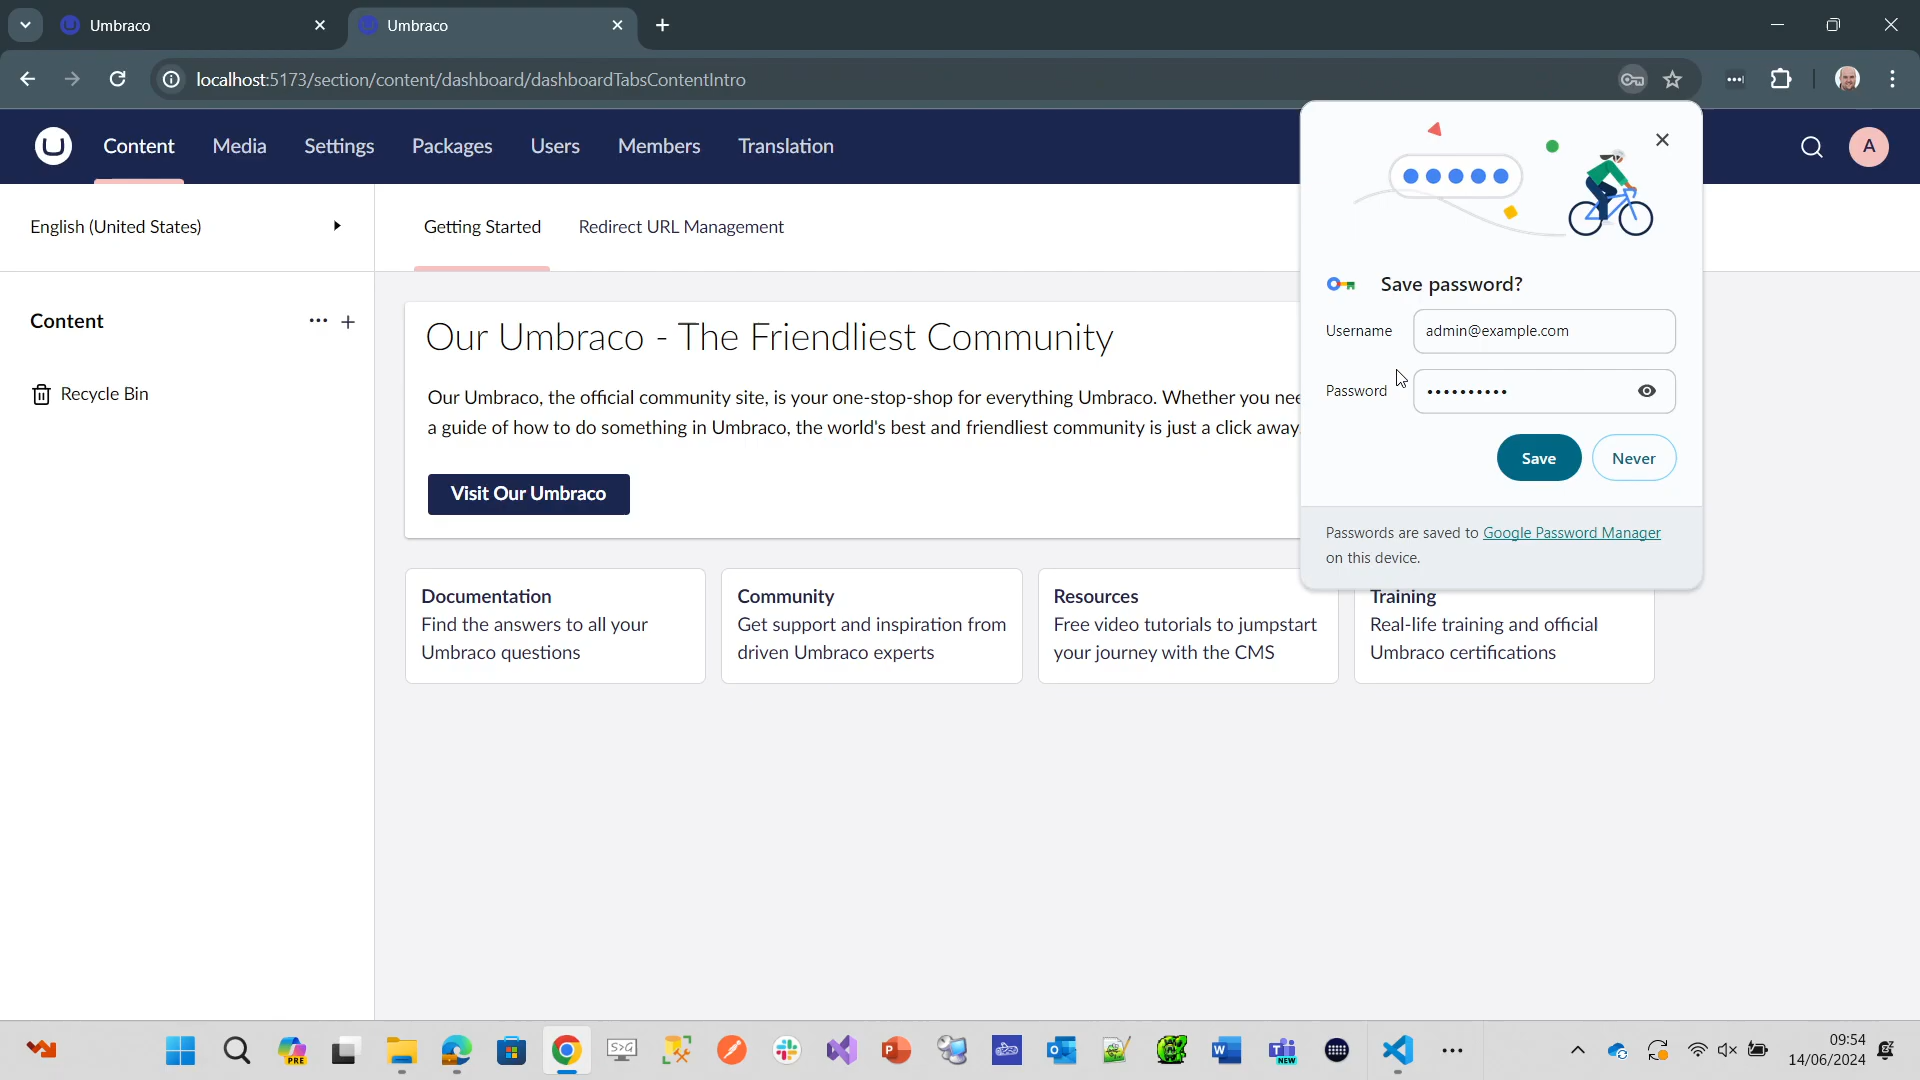 Umbraco
Umbraco
localhost:5173/section/content/dashboard/dashboardTabsContentIntro
Content
Media
Settings
Packages
Users
Members
Translation
A
English (United States)
Getting Started
Redirect URL Management
Content
Recycle Bin
Our Umbraco - The Friendliest Community
Our Umbraco, the official community site, is your one-stop-shop for everything Umbraco. Whether you
a guide of how to do something in Umbraco, the world's best and friendliest community is just a click away
Visit Our Umbraco
Documentation
Find the answers to all your
Umbraco questions
Community
Get support and inspiration from
driven Umbraco experts
Resources
Free video tutorials to jumpstart
your journey with the CMS
Training
Real-life training and official
Umbraco certifications
Save password?
Username
admin@example.com
Password
••••••••••
Save
Never
Passwords are saved to Google Password Manager
on this device.
PRE
S>G
NEW
09:54
14/06/2024